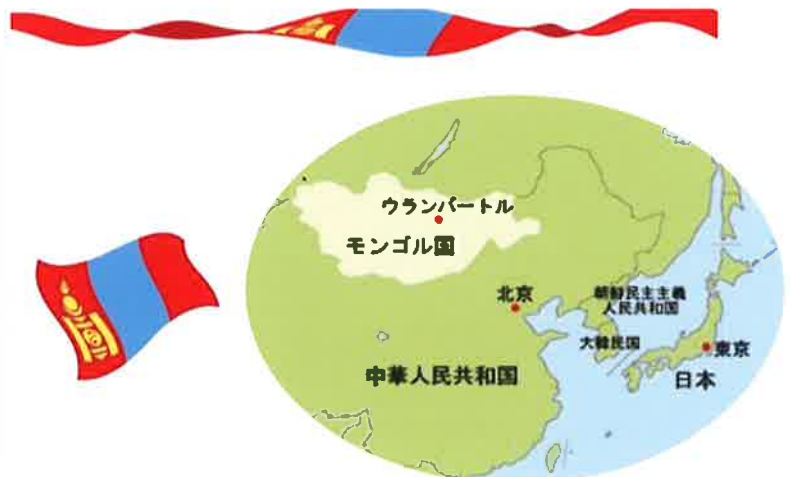 ウランバートル
モンゴル国
北京
朝鮮民主主義
人民共和国
大韓民国
東京
日本
中華人民共和国